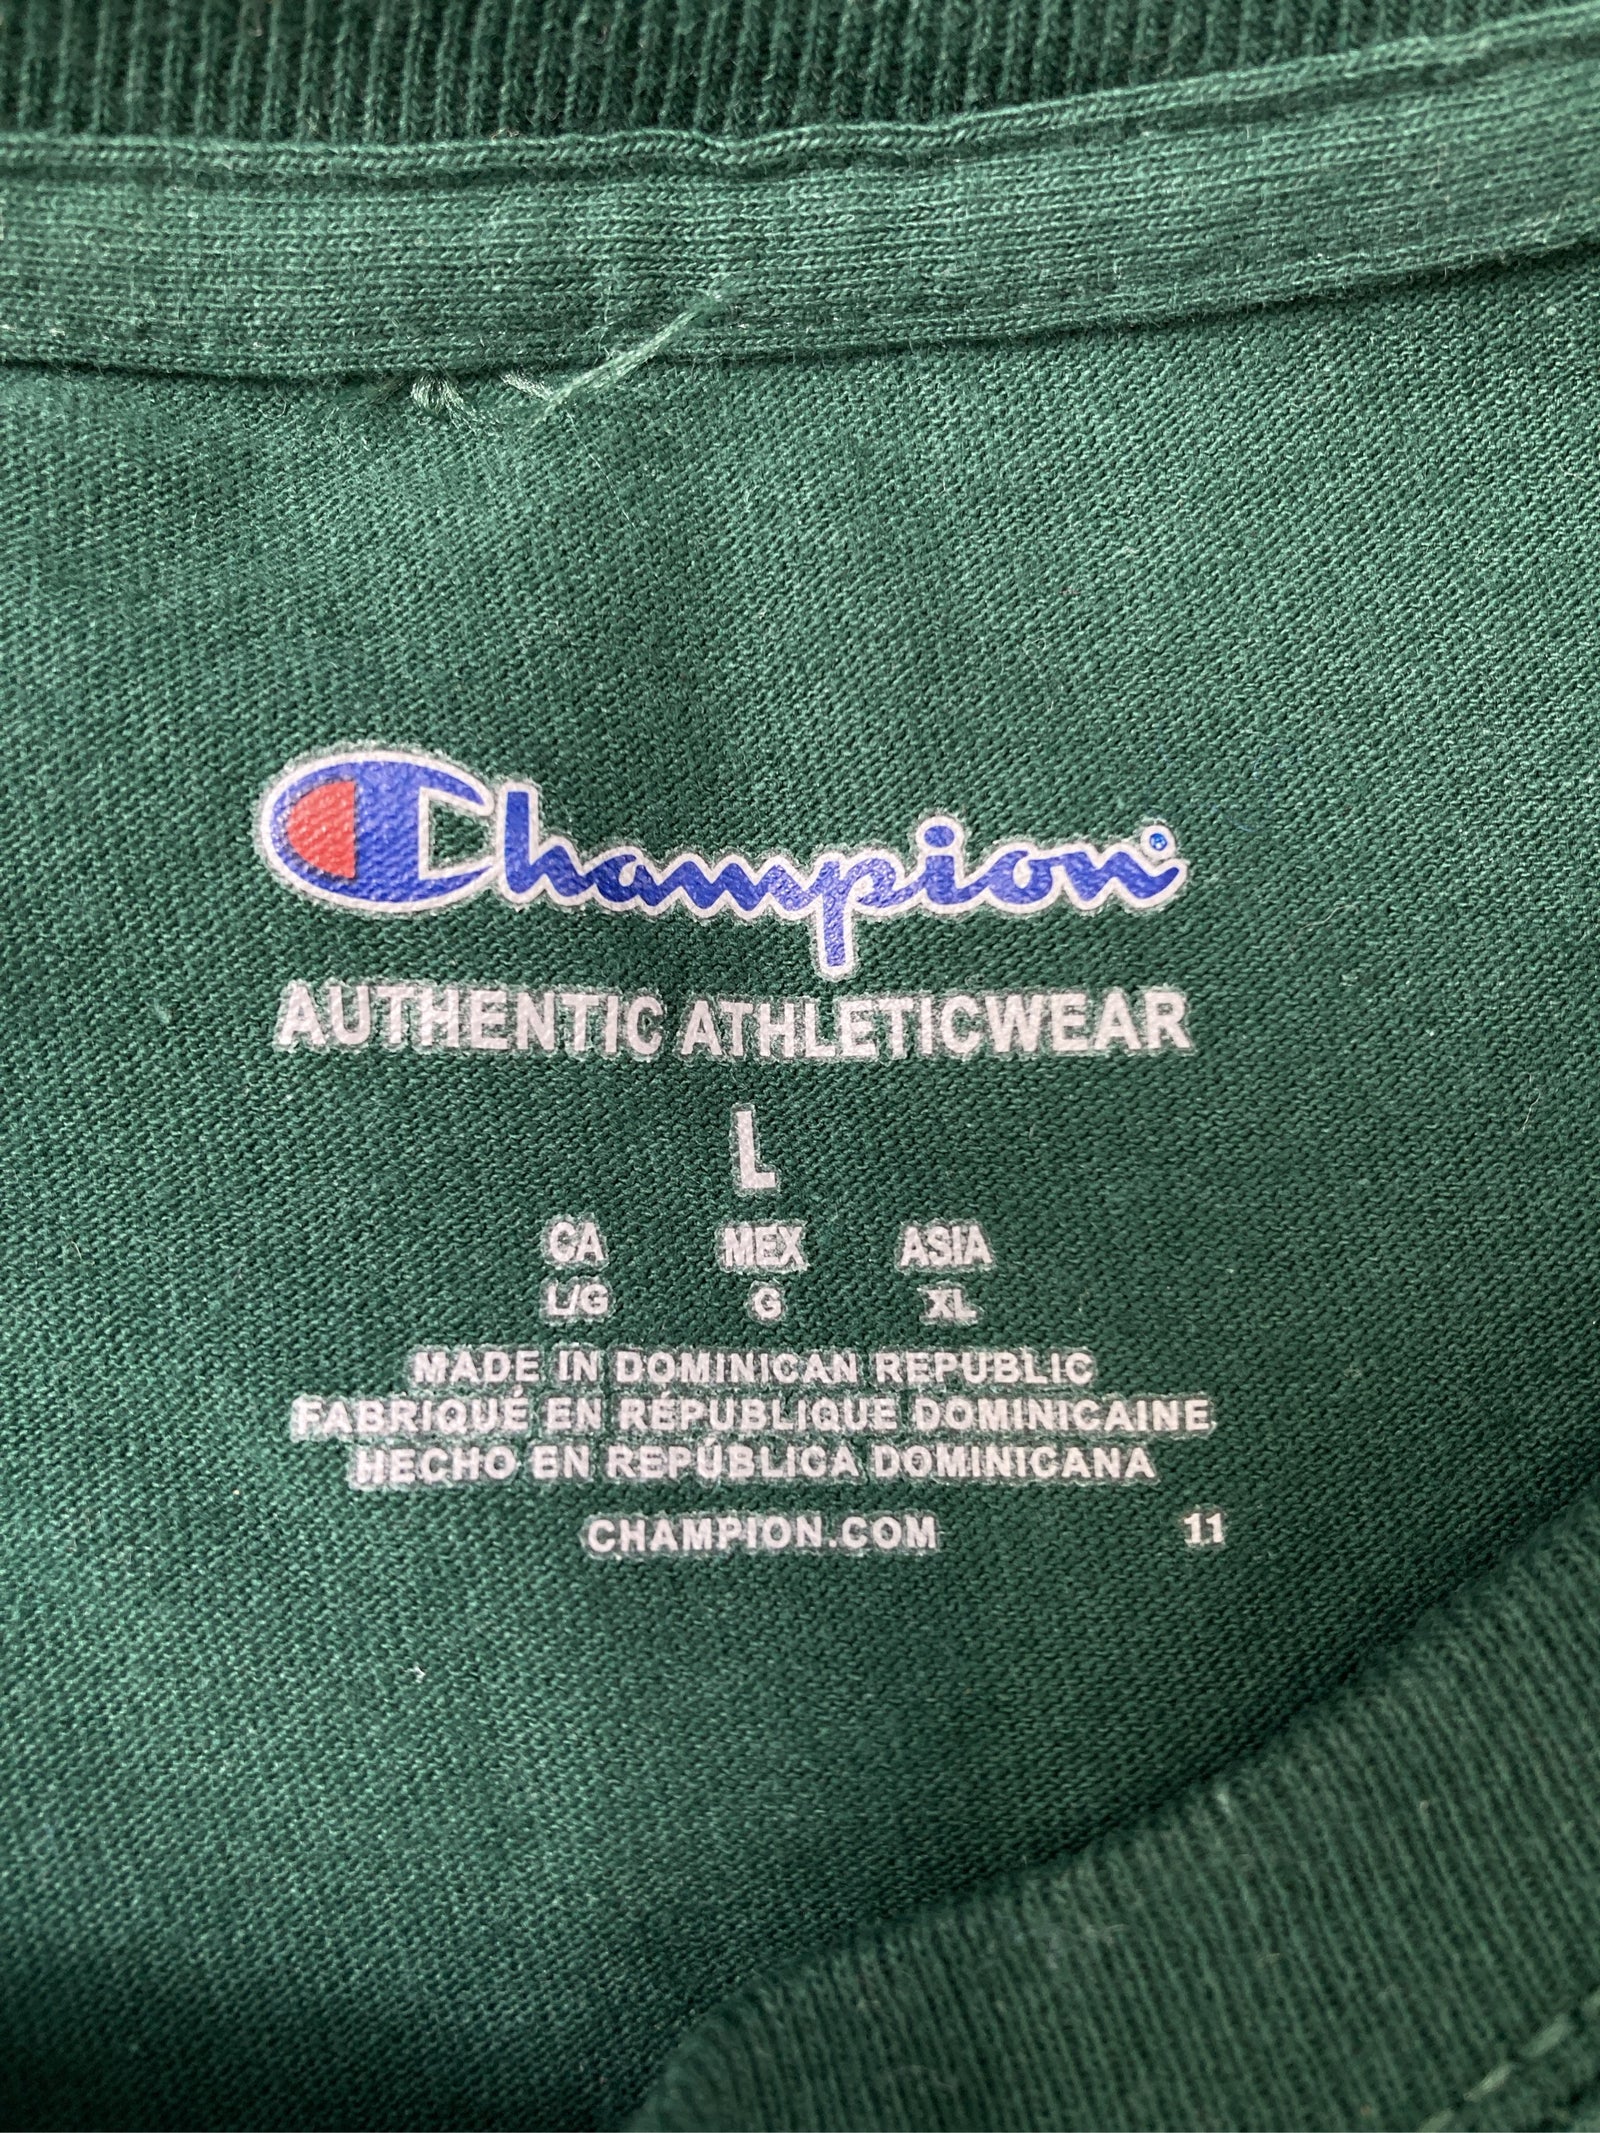 Champion®
AUTHENTIC ATHLETICWEAR
L
CA MEX ASIA
L/G G XL
MADE IN DOMINICAN REPUBLIC
FABRIQUÉ EN RÉPUBLIQUE DOMINICAINE
HECHO EN REPÚBLICA DOMINICANA
CHAMPION.COM 11